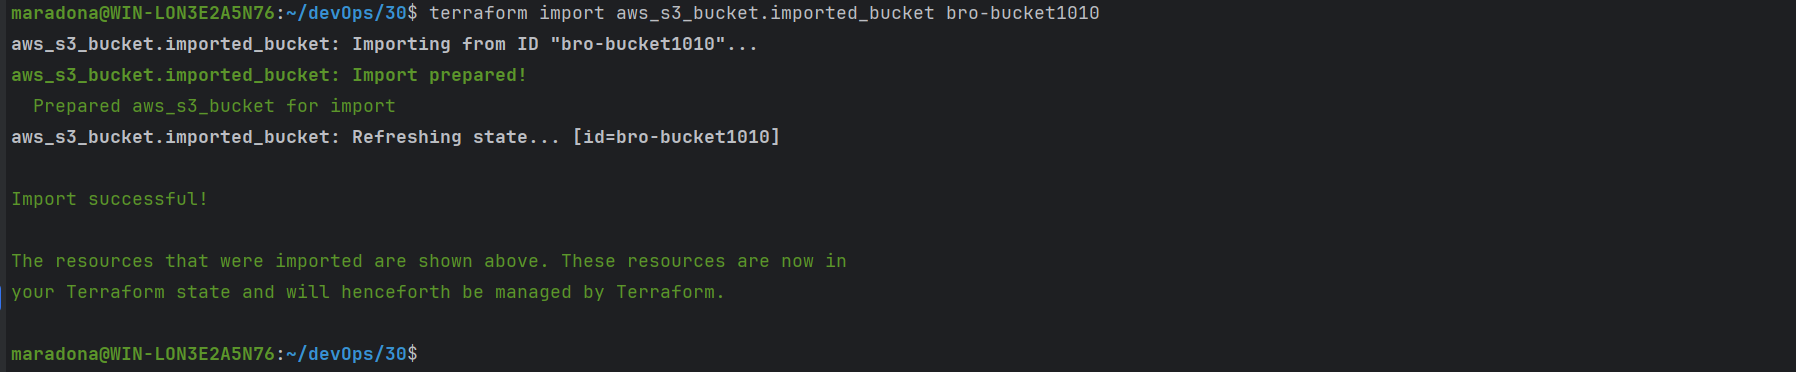 maradona@WIN-LON3E2A5N76:~/devOps/30$ terraform import aws_s3_bucket.imported_bucket bro-bucket1010
aws_s3_bucket.imported_bucket: Importing from ID "bro-bucket1010"...
aws_s3_bucket.imported_bucket: Import prepared!
  Prepared aws_s3_bucket for import
aws_s3_bucket.imported_bucket: Refreshing state... [id=bro-bucket1010]
Import successful!
The resources that were imported are shown above. These resources are now in
your Terraform state and will henceforth be managed by Terraform.
maradona@WIN-LON3E2A5N76:~/devOps/30$